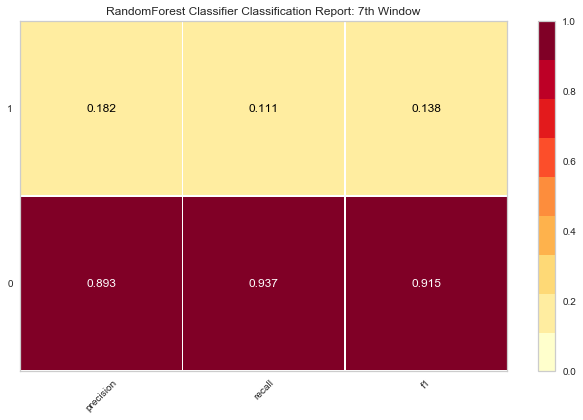 RandomForest Classifier Classification Report: 7th Window
1 0.182 0.111 0.138
0 0.893 0.937 0.915
precision recall f1
1.0
0.8
0.6
0.4
0.2
0.0